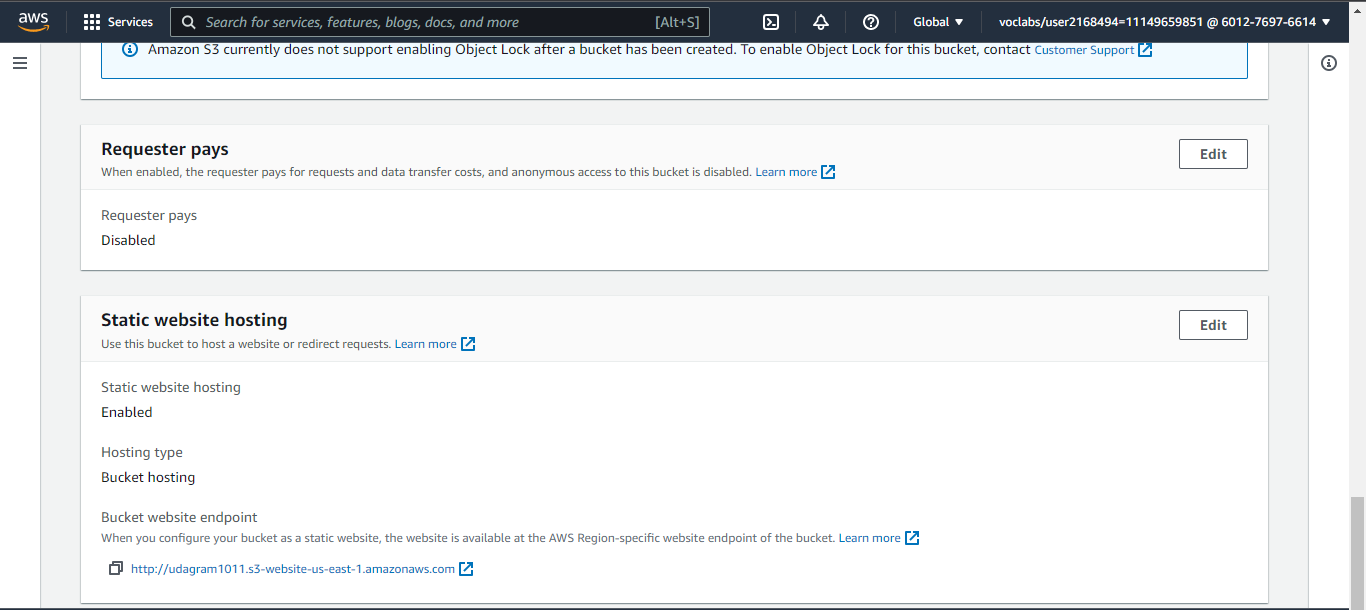 aws
Services
Search for services, features, blogs, docs, and more
[Alt+S]
Global
voclabs/user2168494=11149659851 @ 6012-7697-6614
Amazon S3 currently does not support enabling Object Lock after a bucket has been created. To enable Object Lock for this bucket, contact Customer Support
Requester pays
Edit
When enabled, the requester pays for requests and data transfer costs, and anonymous access to this bucket is disabled. Learn more
Requester pays
Disabled
Static website hosting
Edit
Use this bucket to host a website or redirect requests. Learn more
Static website hosting
Enabled
Hosting type
Bucket hosting
Bucket website endpoint
When you configure your bucket as a static website, the website is available at the AWS Region-specific website endpoint of the bucket. Learn more
http://udagram1011.s3-website-us-east-1.amazonaws.com